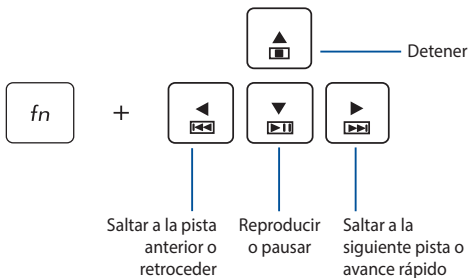 Detener
fn
+
Saltar a la pista
anterior o
retroceder
Reproducir
o pausar
Saltar a la
siguiente pista o
avance rápido